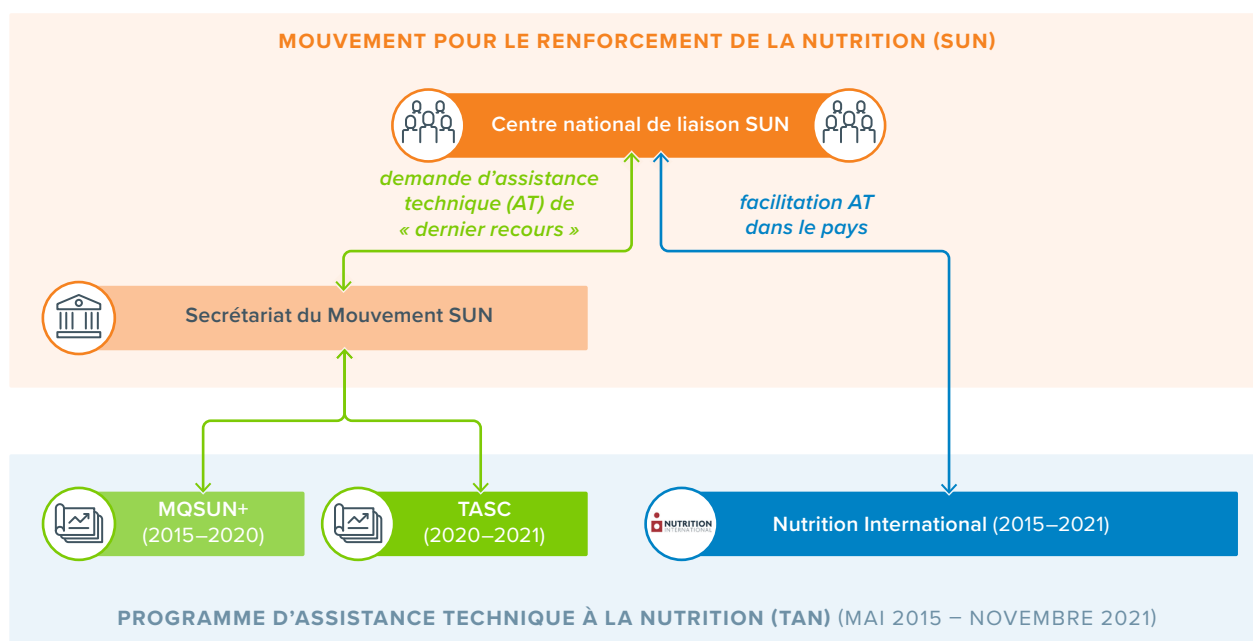 MOUVEMENT POUR LE RENFORCEMENT DE LA NUTRITION (SUN)
Centre national de liaison SUN
demande d'assistance
technique (AT) de
« dernier recours »
facilitation AT
dans le pays
Secrétariat du Mouvement SUN
MQSUN+
(2015–2020)
TASC
(2020–2021)
NUTRITION
INTERNATIONAL
Nutrition International (2015–2021)
PROGRAMME D'ASSISTANCE TECHNIQUE À LA NUTRITION (TAN) (MAI 2015 – NOVEMBRE 2021)